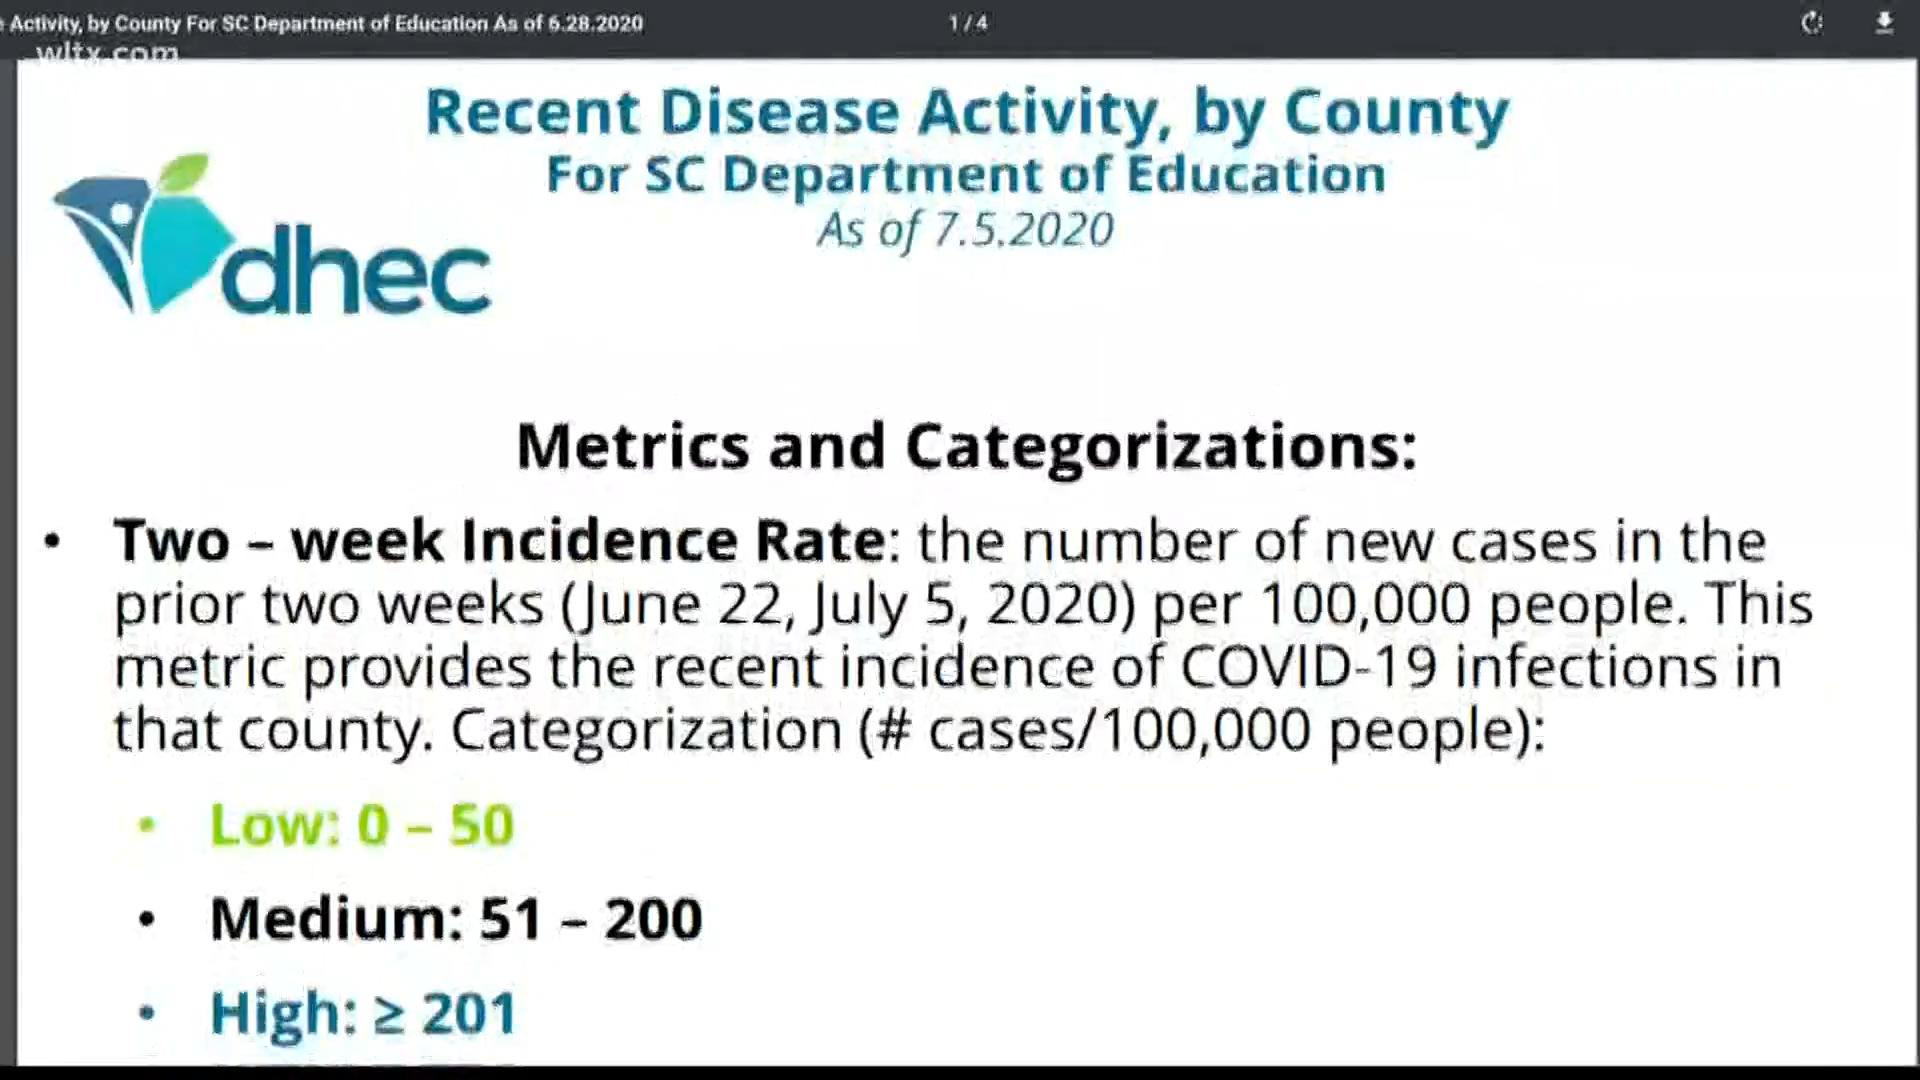 Activity, by County For SC Department of Education As of 6.28.2020
1 / 4
wltx.com
Recent Disease Activity, by County
For SC Department of Education
As of 7.5.2020
dhec
Metrics and Categorizations:
• Two – week Incidence Rate: the number of new cases in the
prior two weeks (June 22, July 5, 2020) per 100,000 people. This
metric provides the recent incidence of COVID-19 infections in
that county. Categorization (# cases/100,000 people):
• Low: 0 – 50
• Medium: 51 – 200
• High: ≥ 201